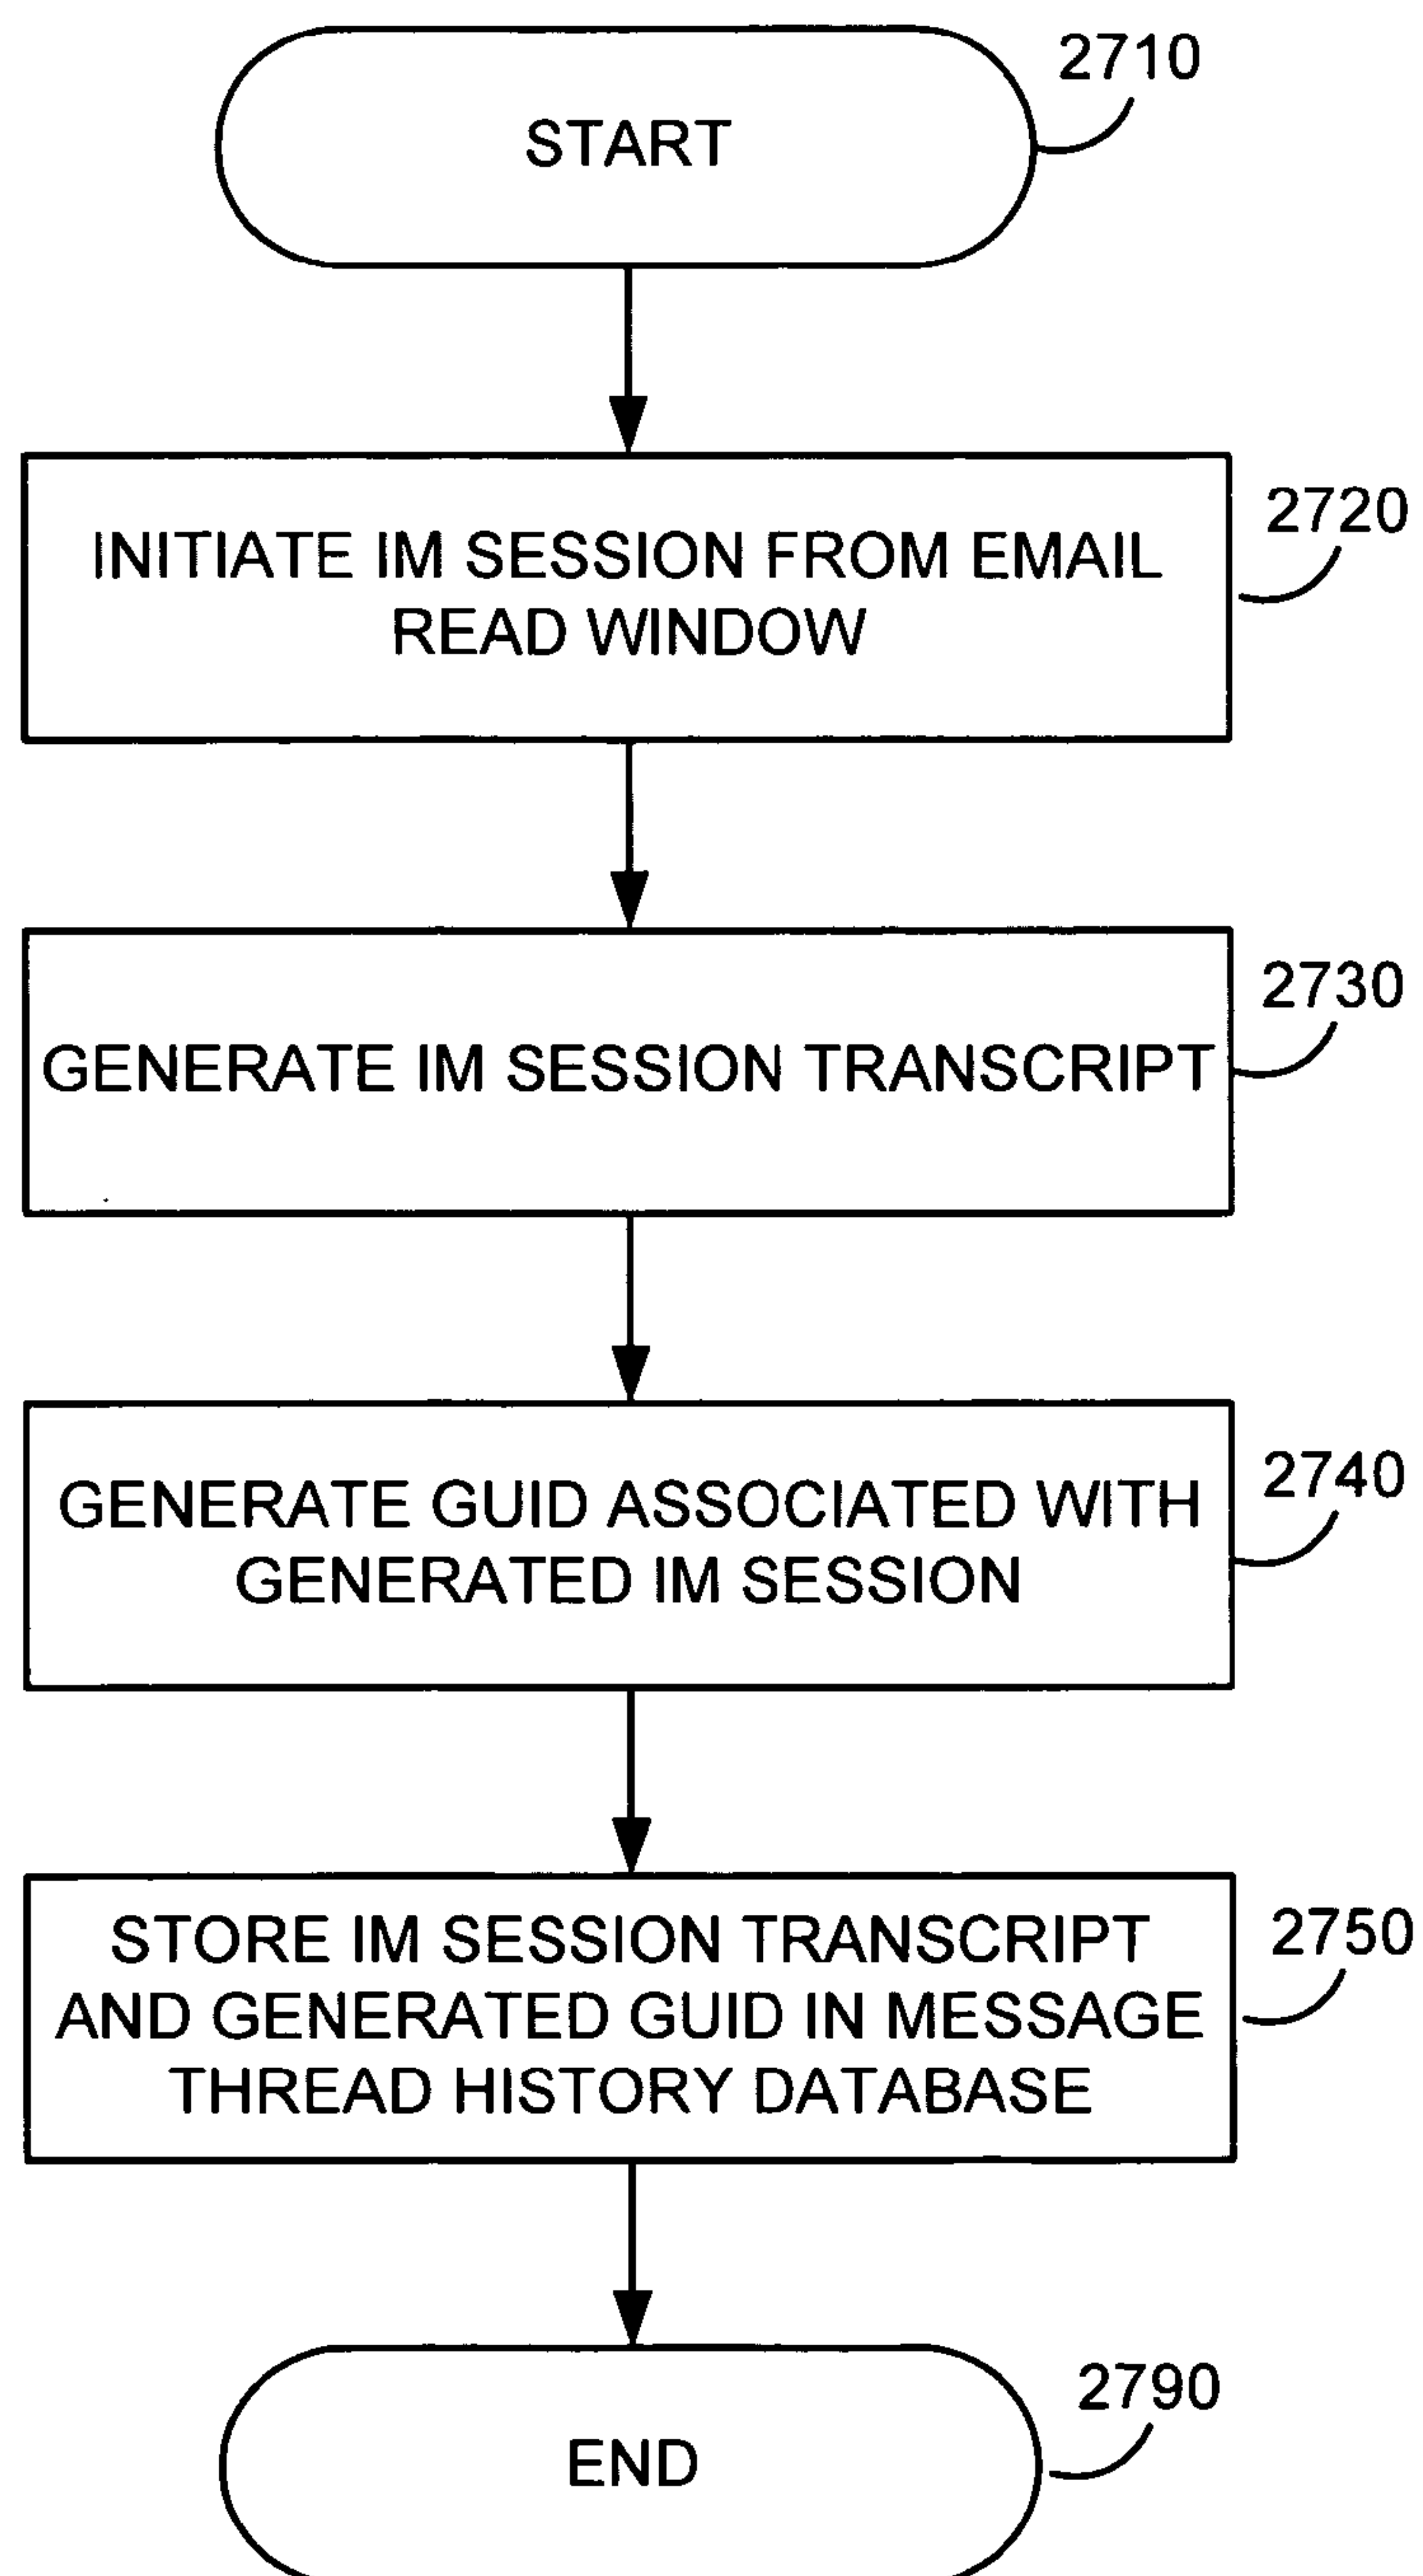 2710
START
2720
INITIATE IM SESSION FROM EMAIL
READ WINDOW
2730
GENERATE IM SESSION TRANSCRIPT
2740
GENERATE GUID ASSOCIATED WITH
GENERATED IM SESSION
2750
STORE IM SESSION TRANSCRIPT
AND GENERATED GUID IN MESSAGE
THREAD HISTORY DATABASE
2790
END